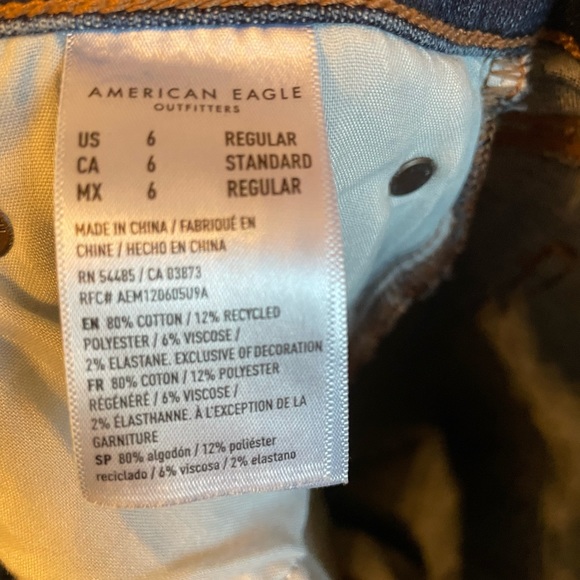 AMERICAN EAGLE
OUTFITTERS
US 6 REGULAR
CA 6 STANDARD
MX 6 REGULAR
MADE IN CHINA / FABRIQUÉ EN
CHINE / HECHO EN CHINA
RN 54485 / CA 03873
RFC# AEM120605U9A
EN 80% COTTON / 12% RECYCLED
POLYESTER / 6% VISCOSE /
2% ELASTANE. EXCLUSIVE OF DECORATION
FR 80% COTON / 12% POLYESTER
RÉGÉNÉRÉ / 6% VISCOSE /
2% ÉLASTHANNE. À L'EXCEPTION DE LA
GARNITURE
SP 80% algodón / 12% poliéster
reciclado / 6% viscosa / 2% elastano